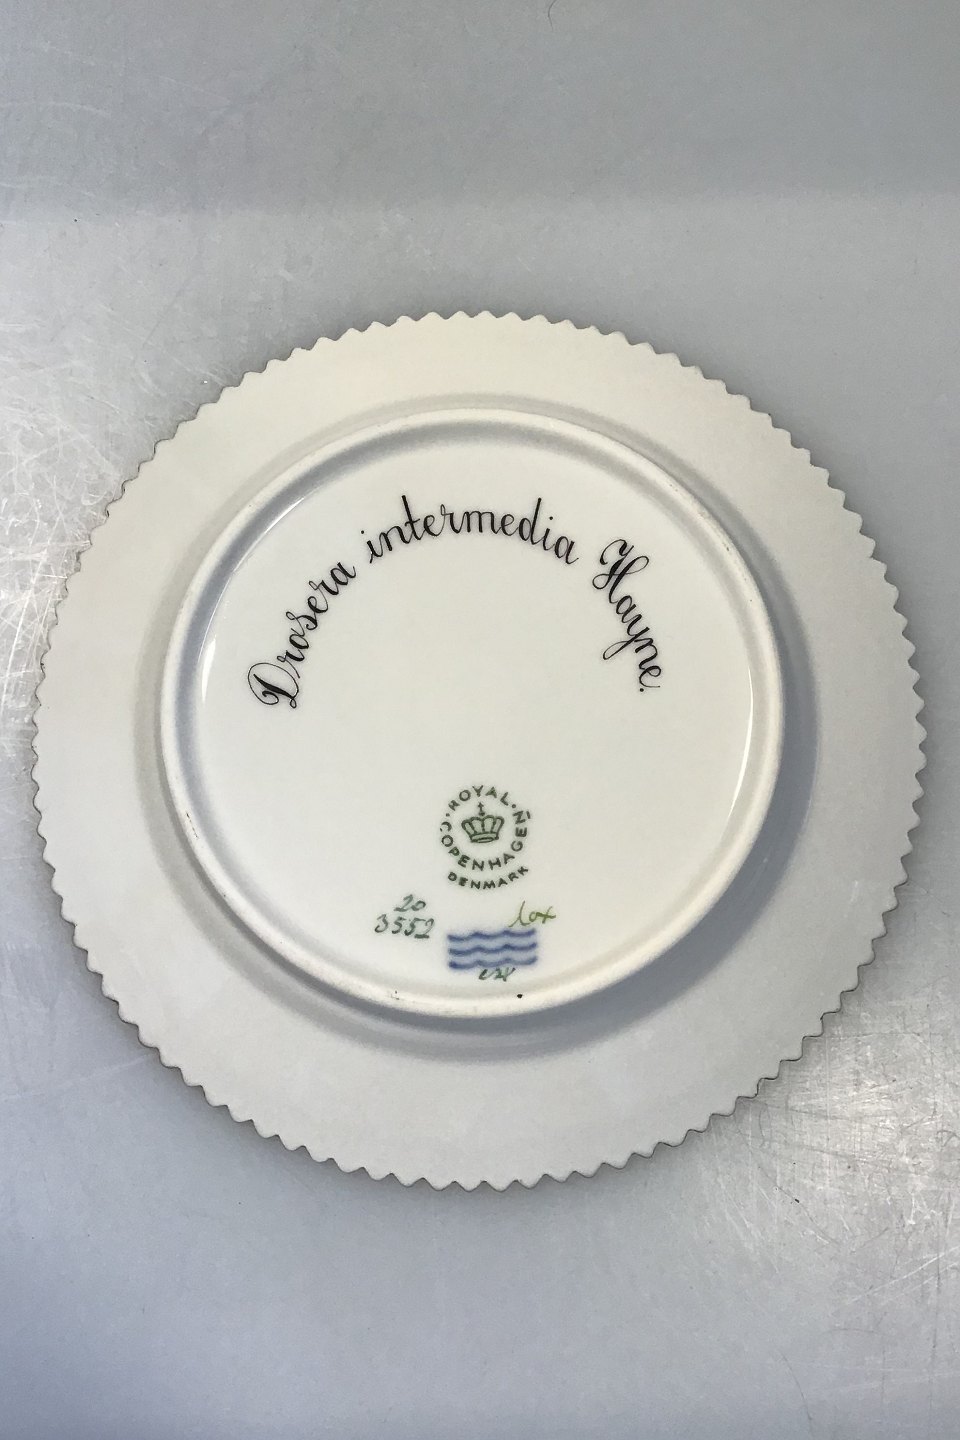 Drosera intermedia Hayne.
ROYAL · COPENHAGEN
DENMARK
20
3552